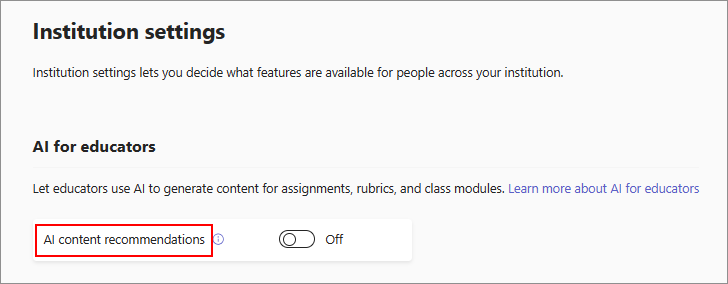 Institution settings
Institution settings lets you decide what features are available for people across your institution.
AI for educators
Let educators use AI to generate content for assignments, rubrics, and class modules. Learn more about AI for educators
AI content recommendations Off